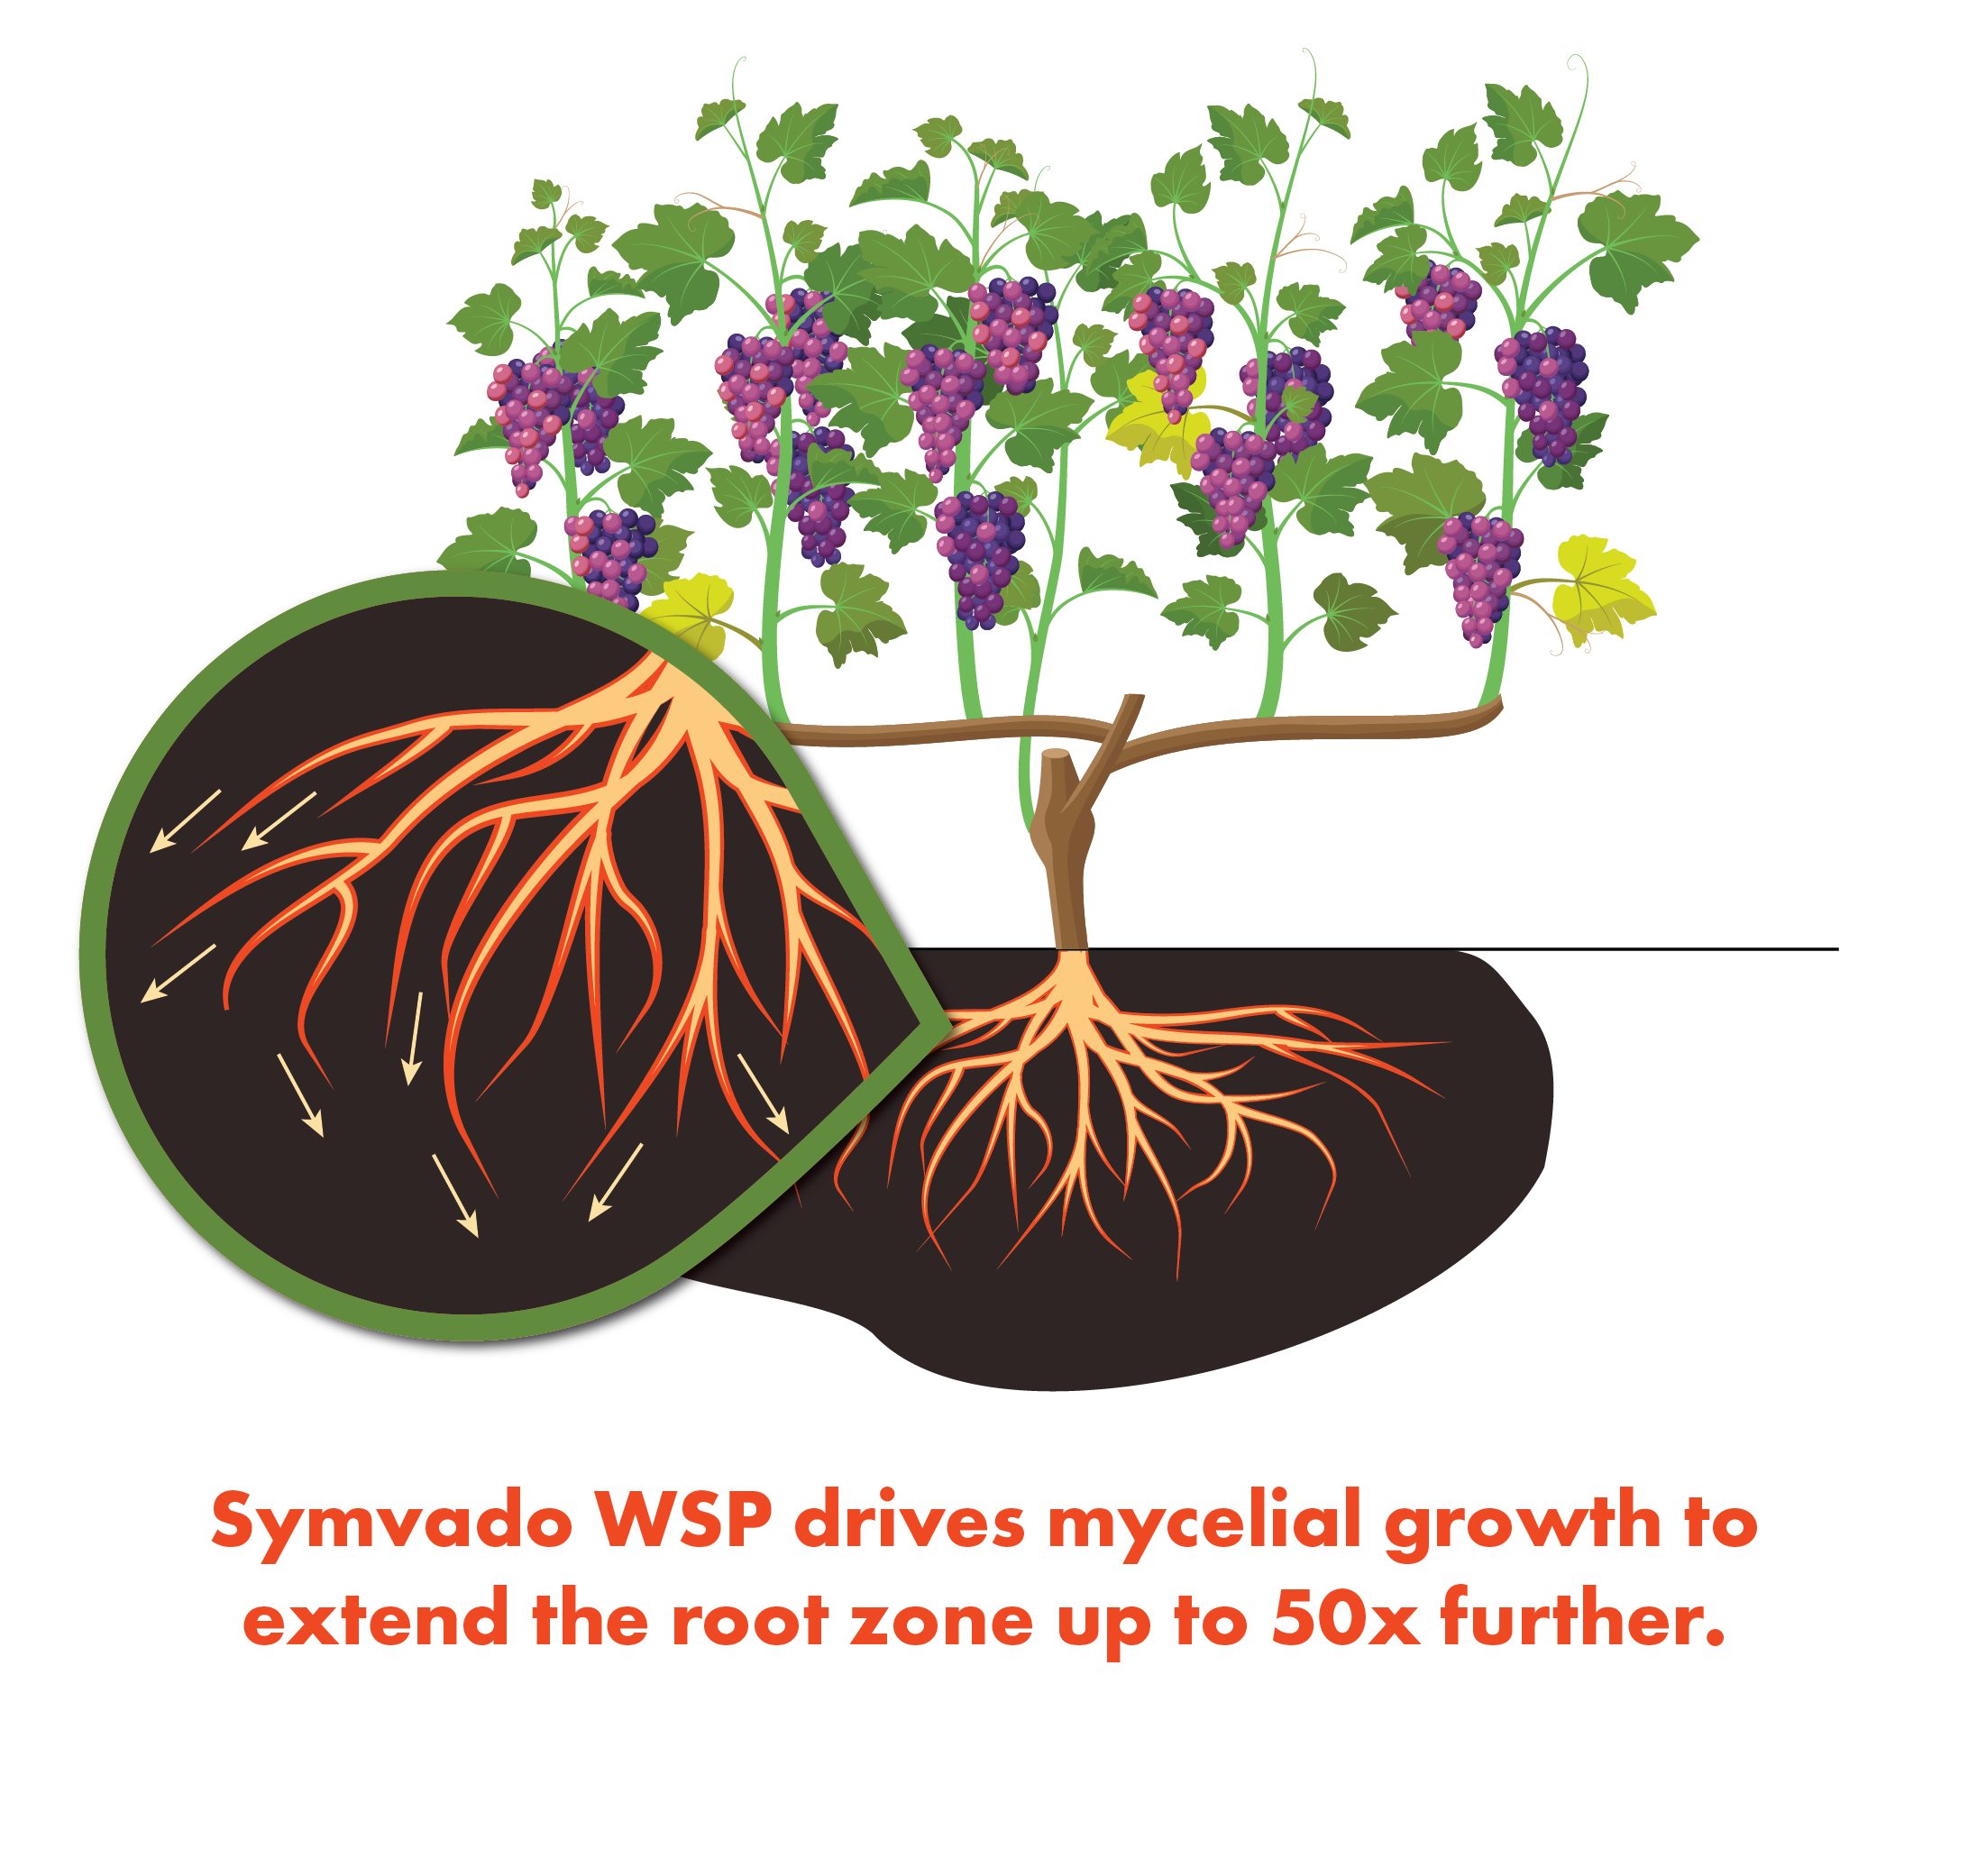 Symvado WSP drives mycelial growth to
extend the root zone up to 50x further.